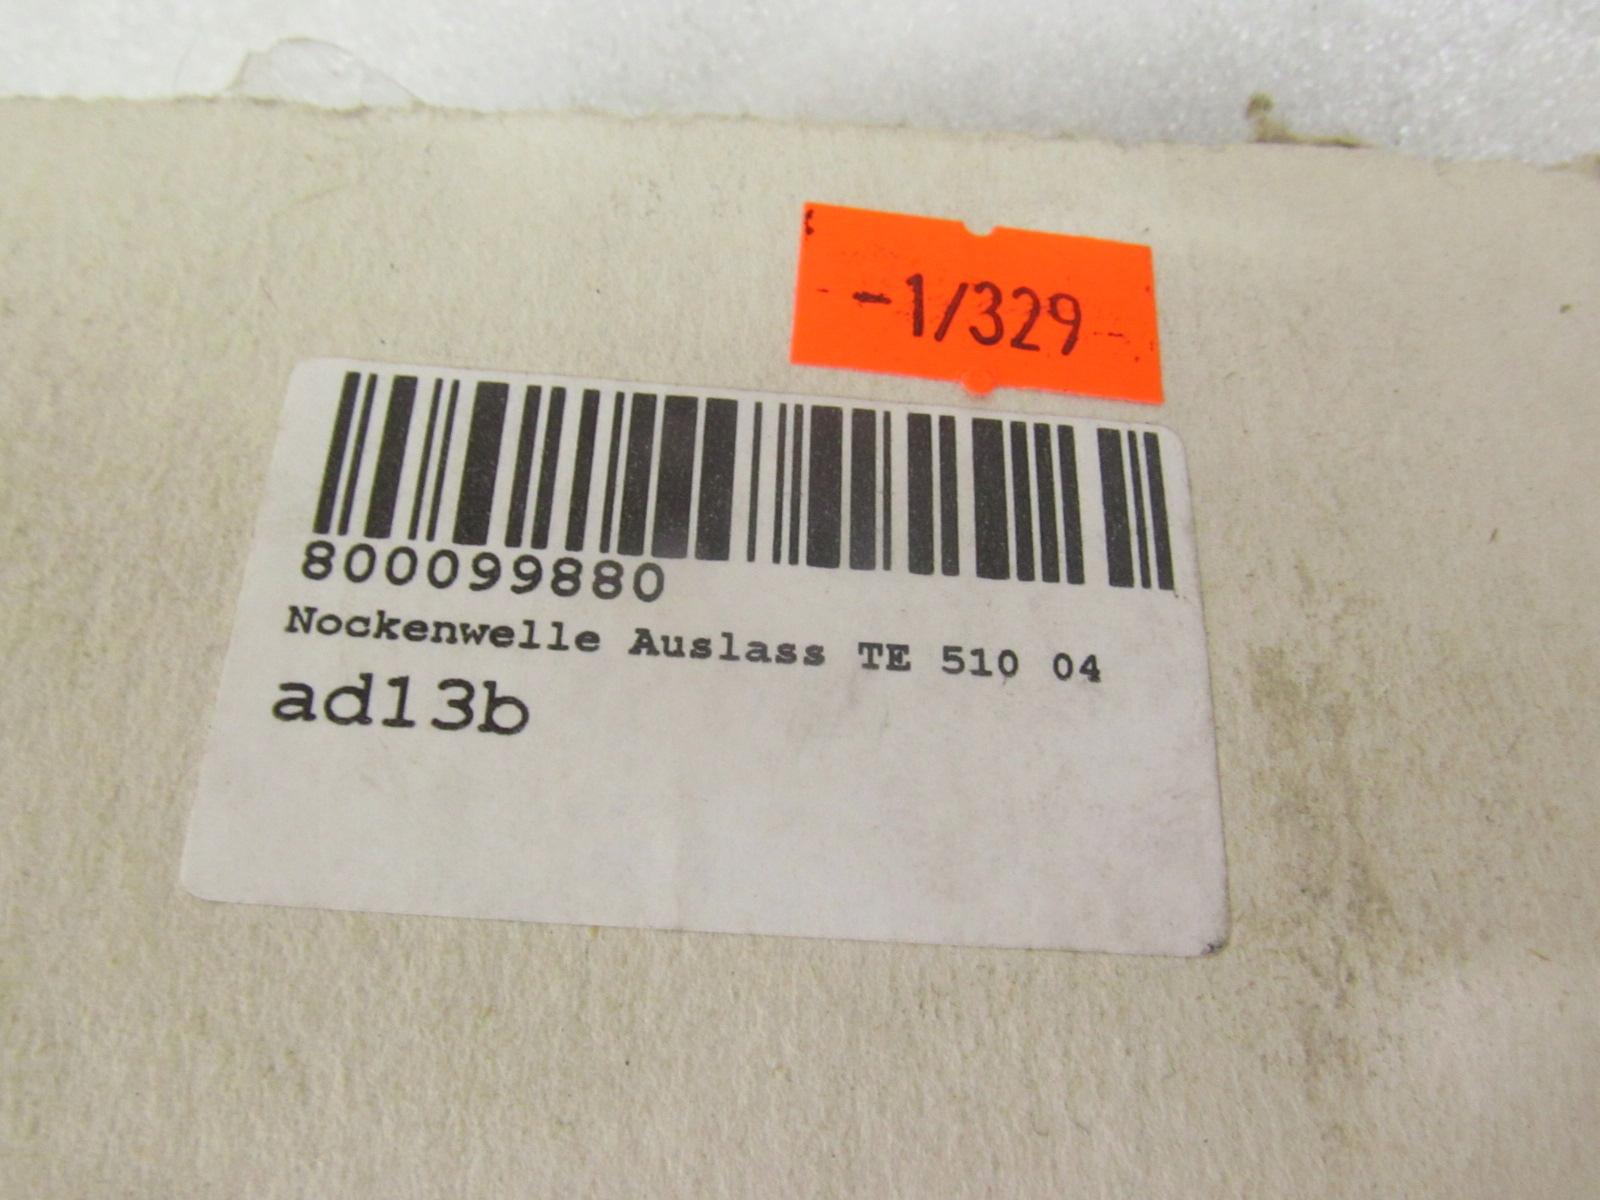 -1/329
800099880
Nockenwelle Auslass TE 510 04
ad13b